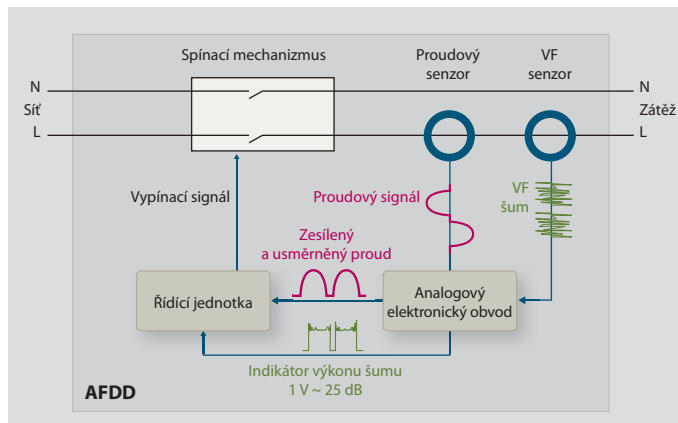 Spínací mechanizmus
Proudový
senzor
VF
senzor
N
Síť
L
N
Zátěž
L
Vypínací signál
Proudový signál
VF
šum
Zesílený
a usměrněný proud
Řídící jednotka
Analogový
elektronický obvod
Indikátor výkonu šumu
1 V ~ 25 dB
AFDD